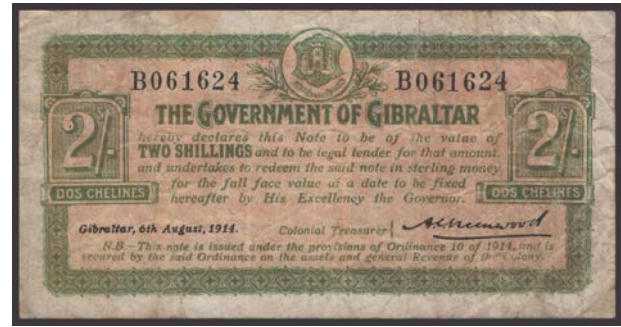 B061624 B061624
THE GOVERNMENT OF GIBRALTAR
hereby declares this Note to be of the value of
TWO SHILLINGS and to be legal tender for that amount,
and undertakes to redeem the said note in sterling money
for the full face value at a date to be fixed
hereafter by His Excellency the Governor.
2/- 2/-
DOS CHELINES DOS CHELINES
Gibraltar, 6th August, 1914. Colonial Treasurer
N.B.—This note is issued under the provisions of Ordinance 10 of 1914, and is
secured by the said Ordinance on the assets and general Revenue of the Colony.